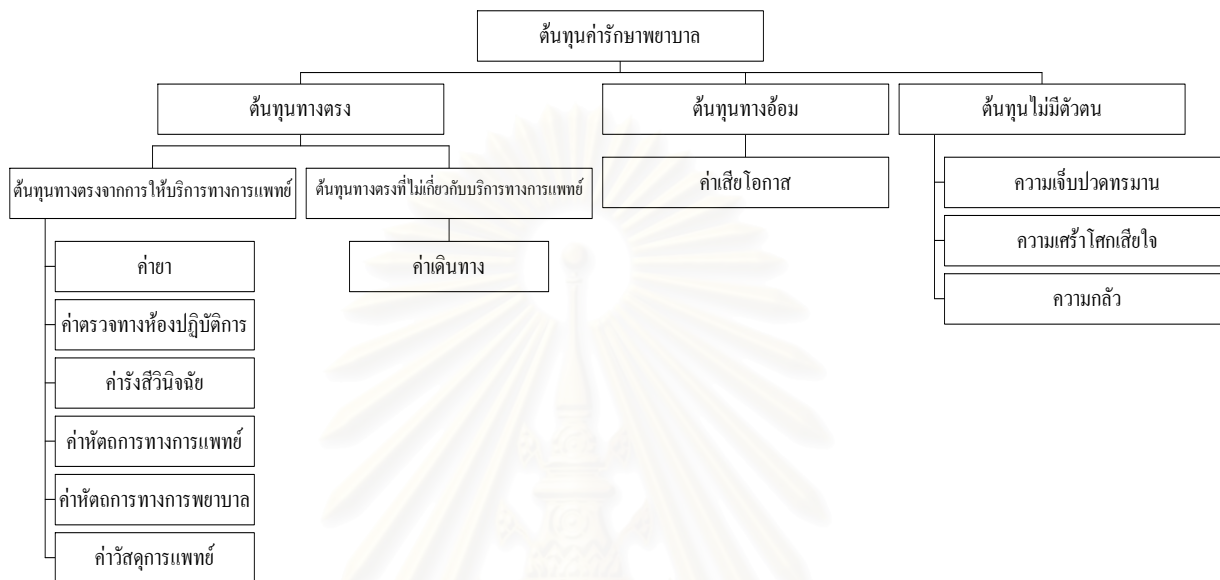 ต้นทุนค่ารักษาพยาบาล
ต้นทุนทางตรง
ต้นทุนทางอ้อม
ต้นทุนไม่มีตัวตน
ต้นทุนทางตรงจากการให้บริการทางการแพทย์
ต้นทุนทางตรงที่ไม่เกี่ยวกับบริการทางการแพทย์
ค่าเสียโอกาส
ความเจ็บปวดทรมาน
ความเศร้าโศกเสียใจ
ความกลัว
ค่ายา
ค่าเดินทาง
ค่าตรวจทางห้องปฏิบัติการ
ค่ารังสีวินิจฉัย
ค่าหัตถการทางการแพทย์
ค่าหัตถการทางการพยาบาล
ค่าวัสดุการแพทย์